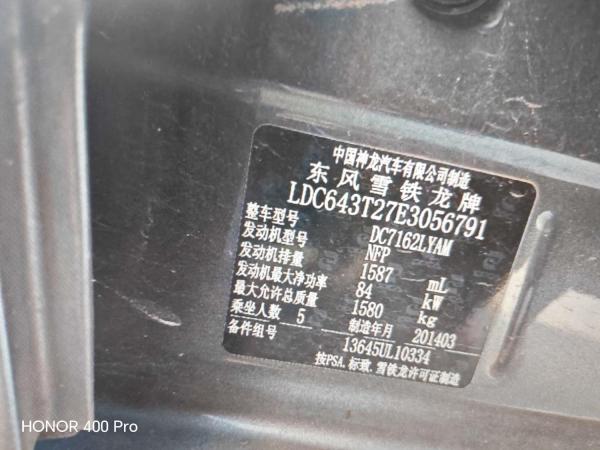 中国神龙汽车有限公司制造
东风雪铁龙牌
LDC643T27E3056791
整车型号 DC7162LYAM
发动机型号 NFP
发动机排量 1587 mL
发动机最大净功率 84 kW
最大允许总质量 1580 kg
乘坐人数 5 制造年月 201403
备件组号 13645UL10334
按PSA.标致.雪铁龙许可证制造
HONOR 400 Pro